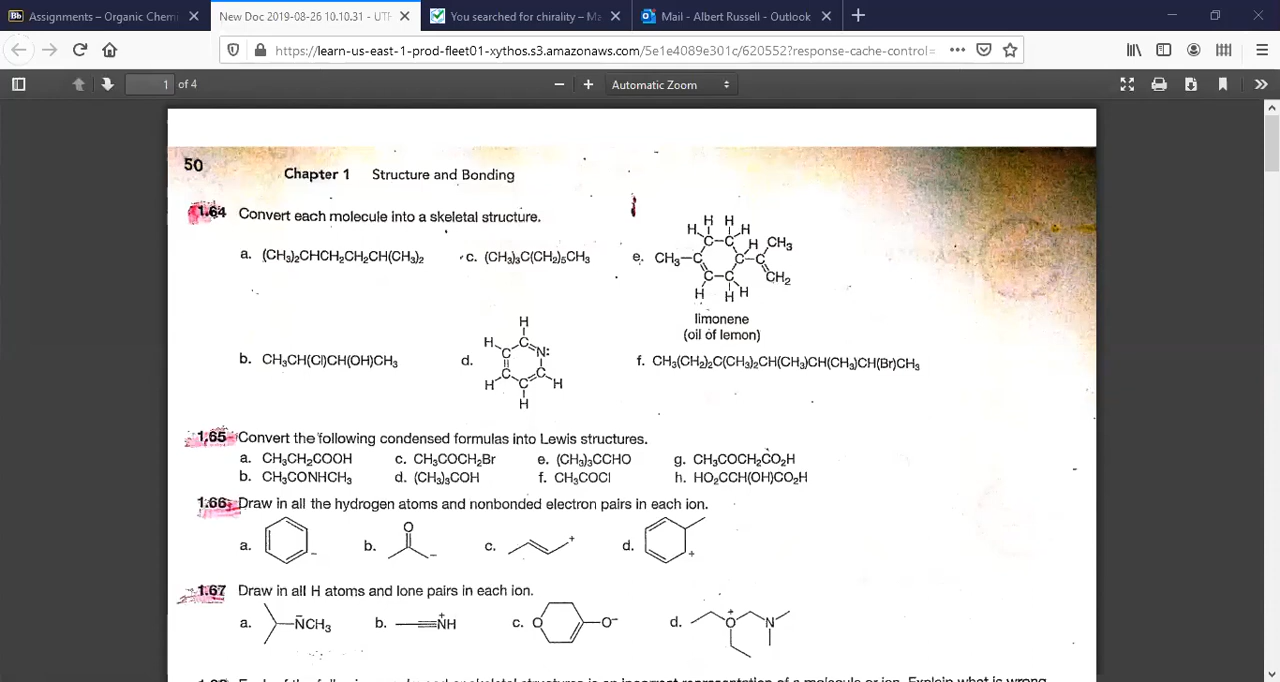 Assignments – Organic Chemi
New Doc 2019-08-26 10.10.31 - UTF
You searched for chirality – Ma
Mail - Albert Russell – Outlook
https://learn-us-east-1-prod-fleet01-xythos.s3.amazonaws.com/5e1e4089e301c/620552?response-cache-control=
1 of 4
Automatic Zoom
50
Chapter 1 Structure and Bonding
1.64 Convert each molecule into a skeletal structure.
a. (CH₃)₂CHCH₂CH₂CH(CH₃)₂
c. (CH₃)₃C(CH₂)₅CH₃
e. CH₃ C C C C C C H H H H H H H H C CH₃ CH₂
limonene
(oil of lemon)
b. CH₃CH(Cl)CH(OH)CH₃
d. H H H H H C C C C C N:
f. CH₃(CH₂)₂C(CH₃)₂CH(CH₃)CH(CH₃)CH(Br)CH₃
1.65 Convert the following condensed formulas into Lewis structures.
a. CH₃CH₂COOH c. CH₃COCH₂Br e. (CH₃)₃CCHO g. CH₃COCH₂CO₂H
b. CH₃CONHCH₃ d. (CH₃)₃COH f. CH₃COCl h. HO₂CCH(OH)CO₂H
1.66 Draw in all the hydrogen atoms and nonbonded electron pairs in each ion.
a. − b. O − c. + d. +
1.67 Draw in all H atoms and lone pairs in each ion.
a. N̄CH₃ b. ≡N⁺H c. O O⁻ d. O⁺ N